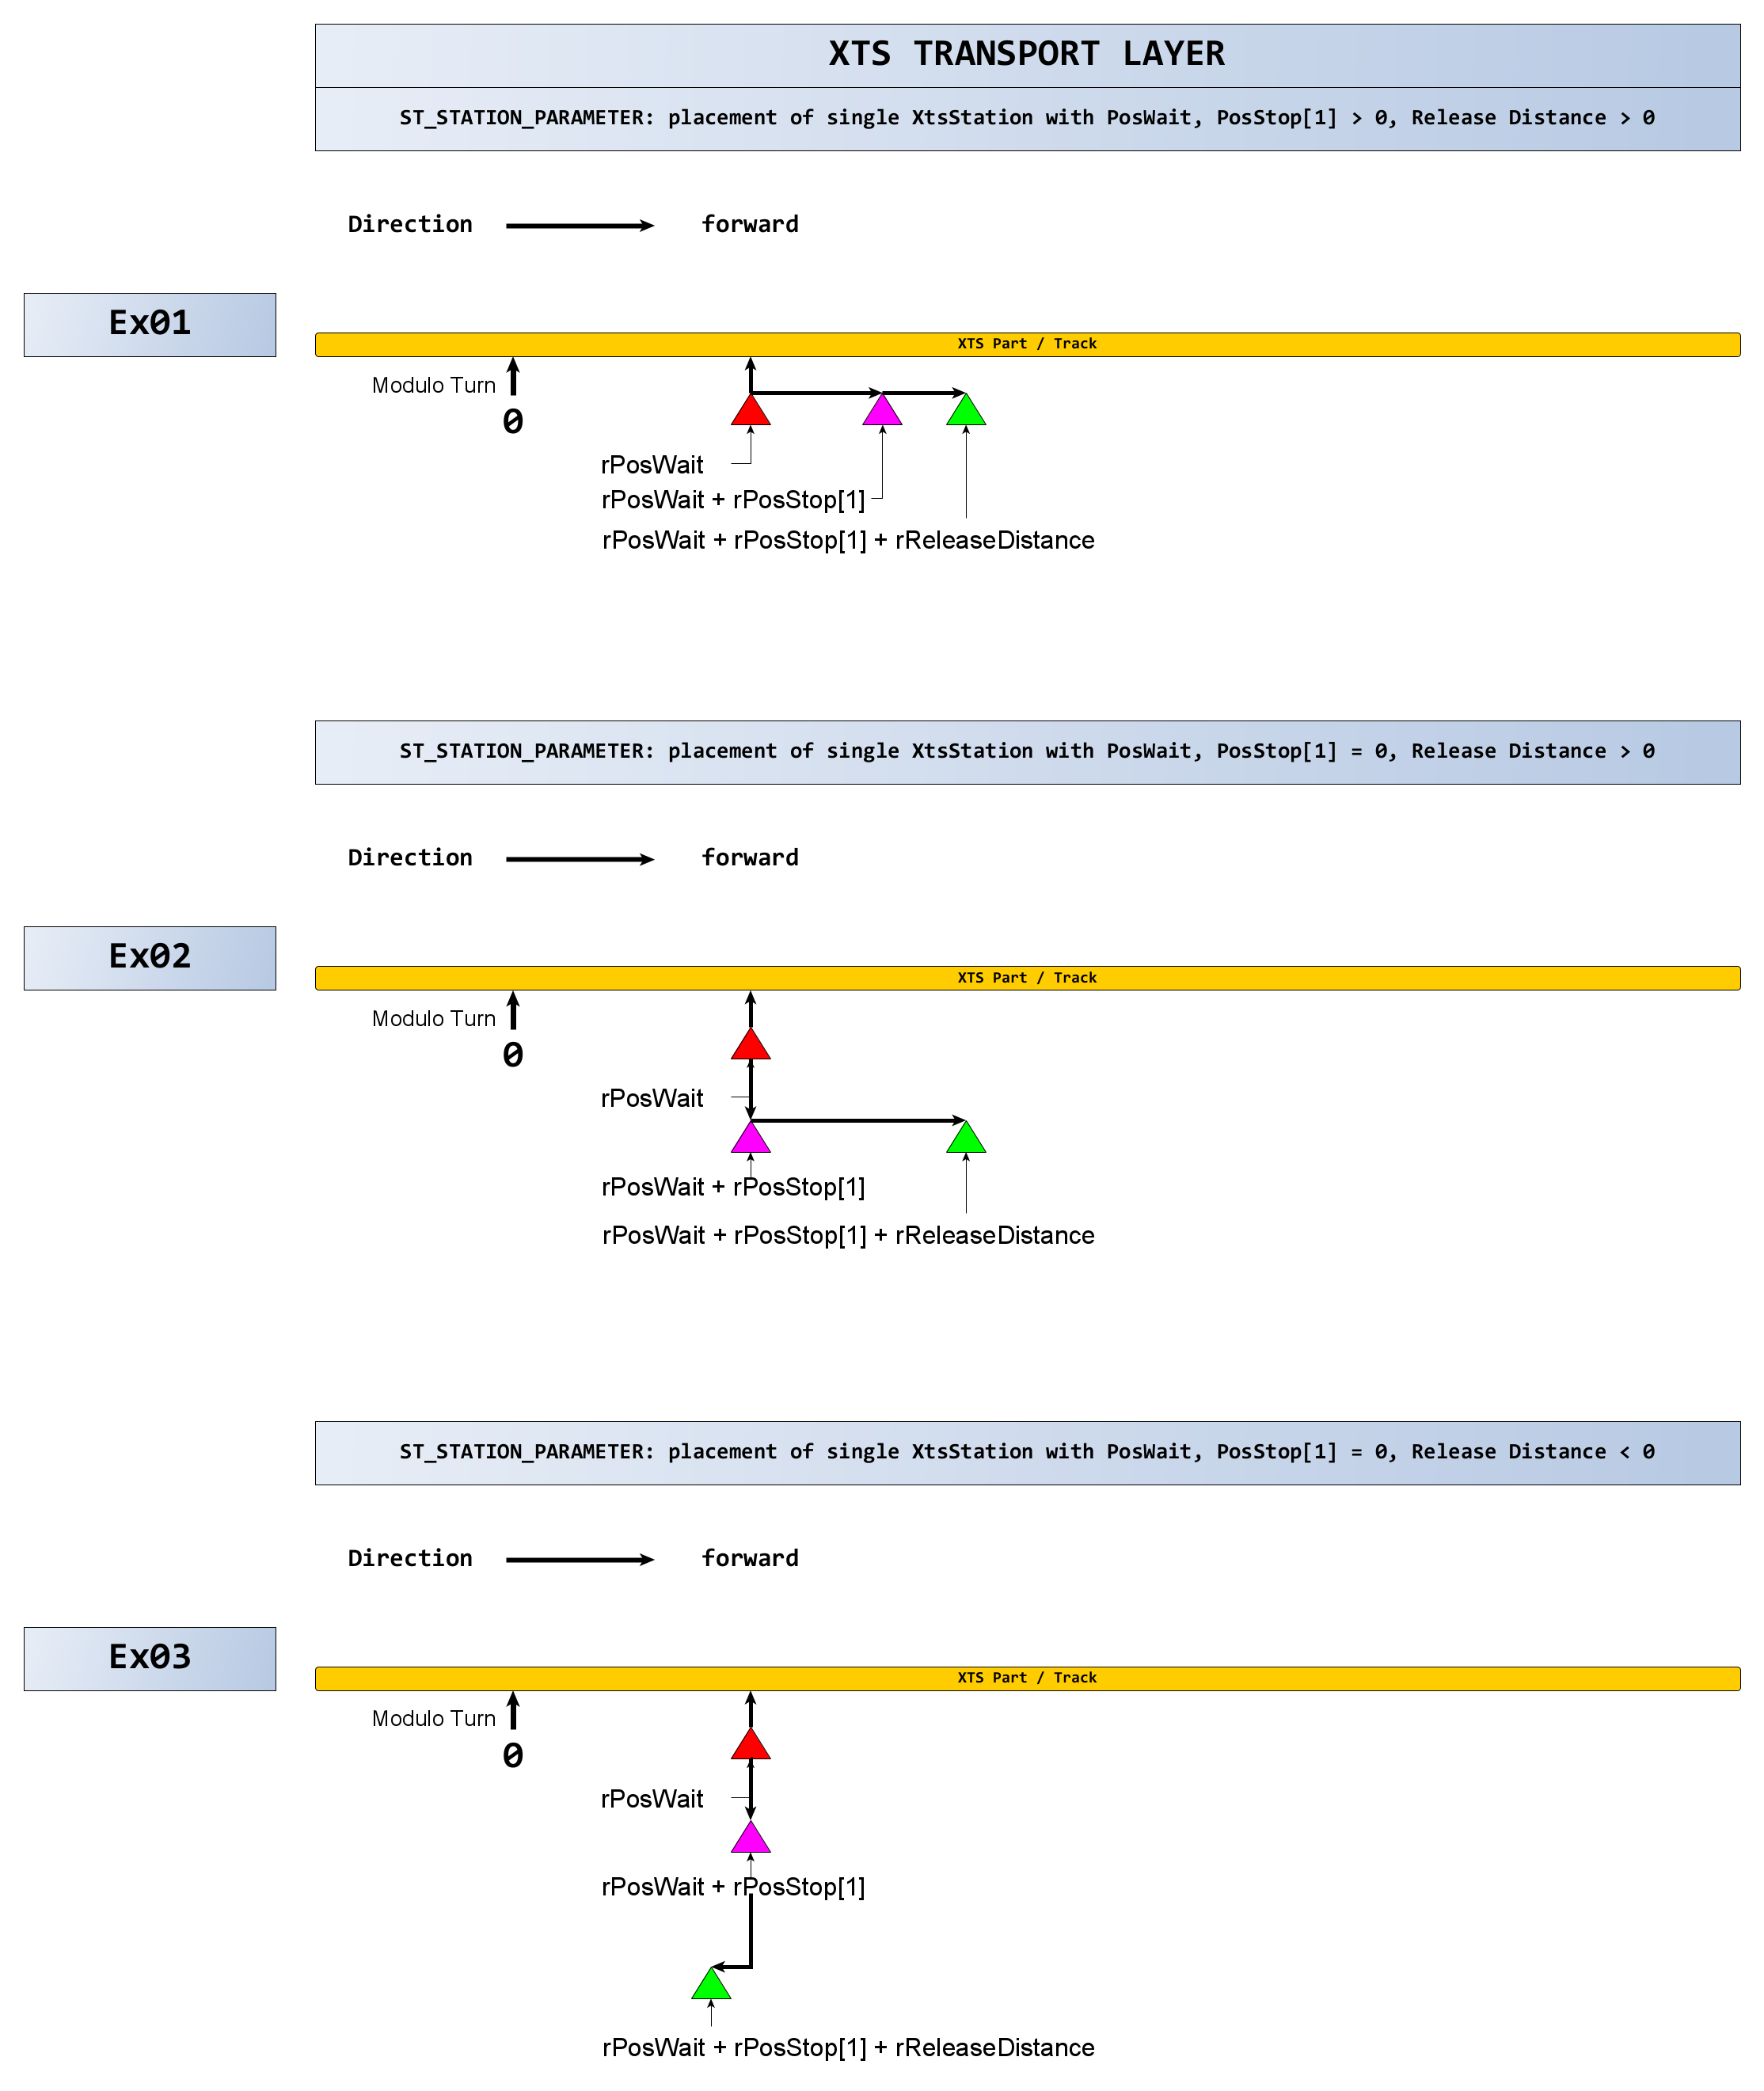 XTS TRANSPORT LAYER
ST_STATION_PARAMETER: placement of single XtsStation with PosWait, PosStop[1] > 0, Release Distance > 0
Direction forward
Ex01
XTS Part / Track
Modulo Turn
0
rPosWait
rPosWait + rPosStop[1]
rPosWait + rPosStop[1] + rReleaseDistance
ST_STATION_PARAMETER: placement of single XtsStation with PosWait, PosStop[1] = 0, Release Distance > 0
Direction forward
Ex02
XTS Part / Track
Modulo Turn
0
rPosWait
rPosWait + rPosStop[1]
rPosWait + rPosStop[1] + rReleaseDistance
ST_STATION_PARAMETER: placement of single XtsStation with PosWait, PosStop[1] = 0, Release Distance < 0
Direction forward
Ex03
XTS Part / Track
Modulo Turn
0
rPosWait
rPosWait + rPosStop[1]
rPosWait + rPosStop[1] + rReleaseDistance